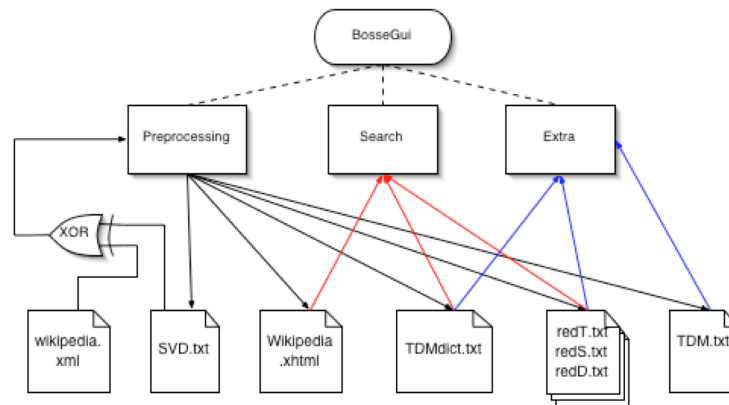 BosseGui
Preprocessing
Search
Extra
XOR
wikipedia.
xml
SVD.txt
Wikipedia
.xhtml
TDMdict.txt
redT.txt
redS.txt
redD.txt
TDM.txt